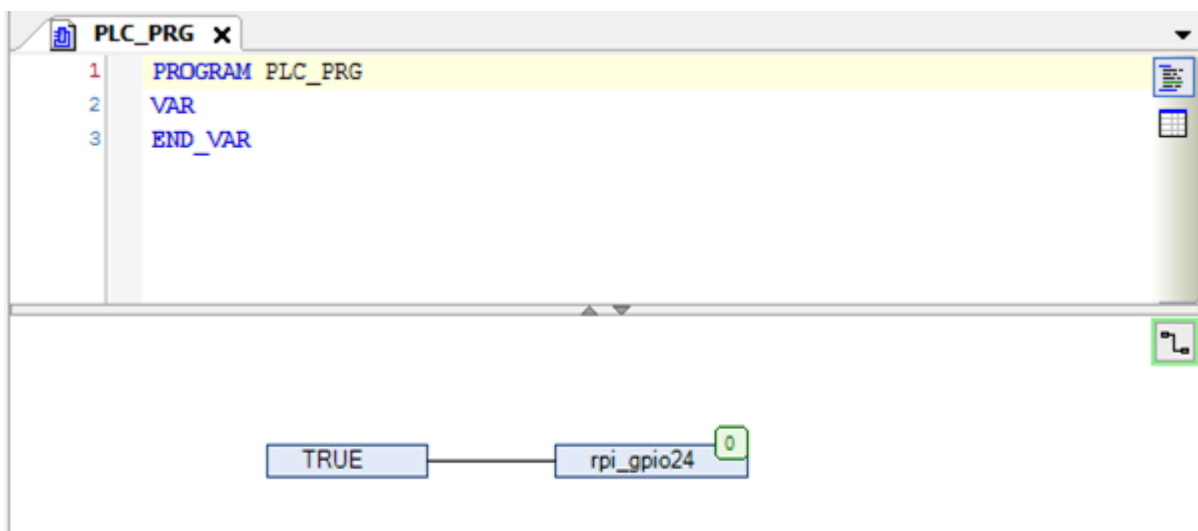 PLC_PRG
1 PROGRAM PLC_PRG
2 VAR
3 END_VAR
TRUE
rpi_gpio24
0